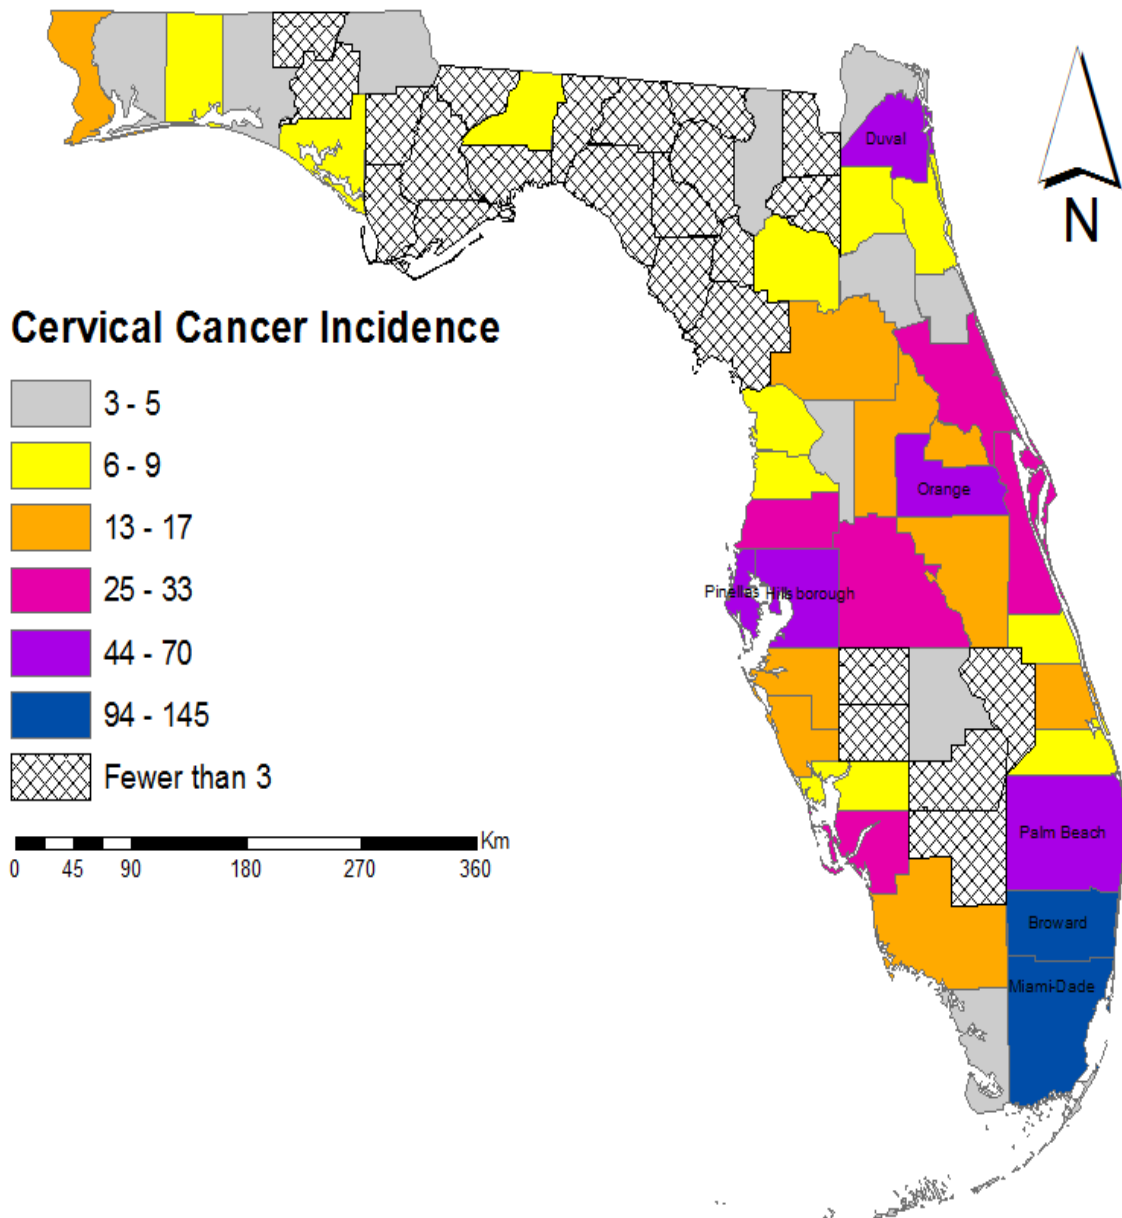 Duval
N
Cervical Cancer Incidence
3 - 5
6 - 9
13 - 17
25 - 33
44 - 70
94 - 145
Fewer than 3
Km
0 45 90 180 270 360
Orange
Pinellas Hillsborough
Palm Beach
Broward
Miami-Dade